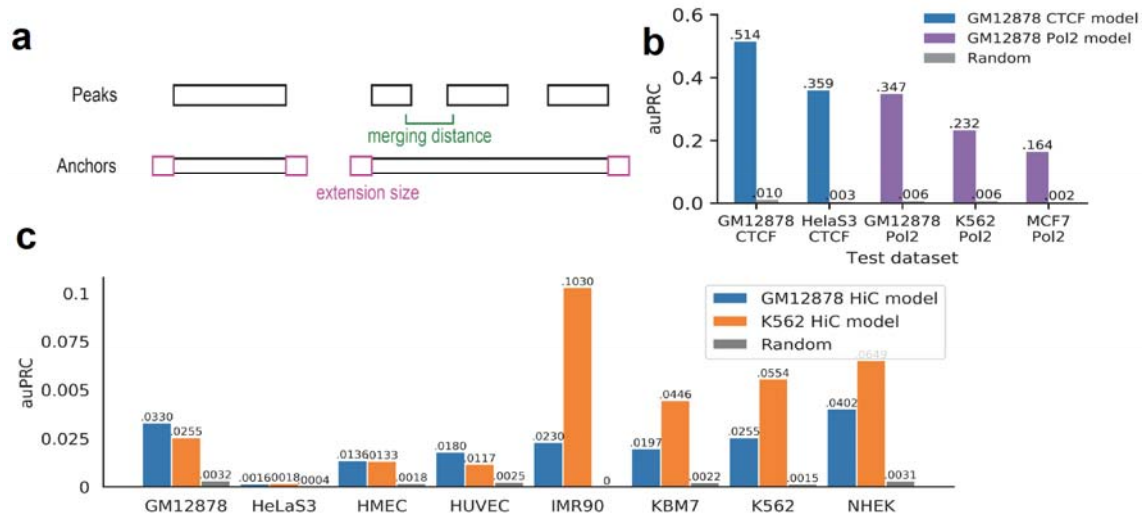 a
Peaks
merging distance
Anchors
extension size
b
GM12878 CTCF model
GM12878 Pol2 model
Random
auPRC
0.6
0.4
0.2
0.0
.514
.010
.359
.003
.347
.006
.232
.006
.164
.002
GM12878 HelaS3 GM12878 K562 MCF7
CTCF CTCF Pol2 Pol2 Pol2
Test dataset
c
GM12878 HiC model
K562 HiC model
Random
auPRC
0.1
0.075
0.005
0.025
0
.0330
.0255
.0032
.0016
.0018
.0004
.0136
.0133
.0018
.0180
.0117
.0025
.0230
.1030
0
.0197
.0446
.0022
.0255
.0554
.0015
.0402
.0649
.0031
GM12878 HeLaS3 HMEC HUVEC IMR90 KBM7 K562 NHEK